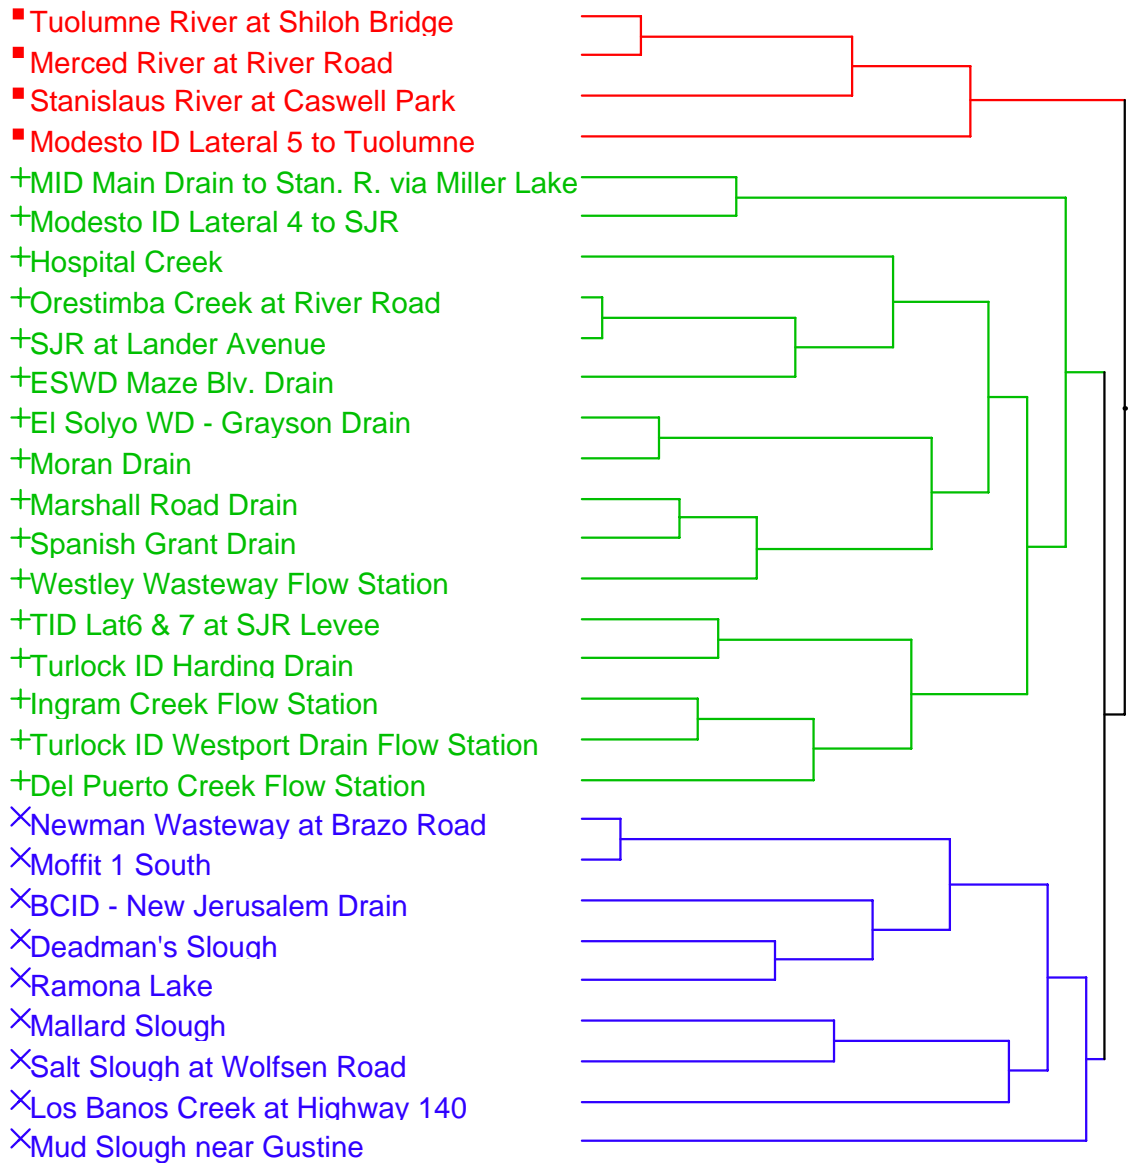 Tuolumne River at Shiloh Bridge
Merced River at River Road
Stanislaus River at Caswell Park
Modesto ID Lateral 5 to Tuolumne
MID Main Drain to Stan. R. via Miller Lake
Modesto ID Lateral 4 to SJR
Hospital Creek
Orestimba Creek at River Road
SJR at Lander Avenue
ESWD Maze Blv. Drain
El Solyo WD - Grayson Drain
Moran Drain
Marshall Road Drain
Spanish Grant Drain
Westley Wasteway Flow Station
TID Lat6 & 7 at SJR Levee
Turlock ID Harding Drain
Ingram Creek Flow Station
Turlock ID Westport Drain Flow Station
Del Puerto Creek Flow Station
Newman Wasteway at Brazo Road
Moffit 1 South
BCID - New Jerusalem Drain
Deadman's Slough
Ramona Lake
Mallard Slough
Salt Slough at Wolfsen Road
Los Banos Creek at Highway 140
Mud Slough near Gustine